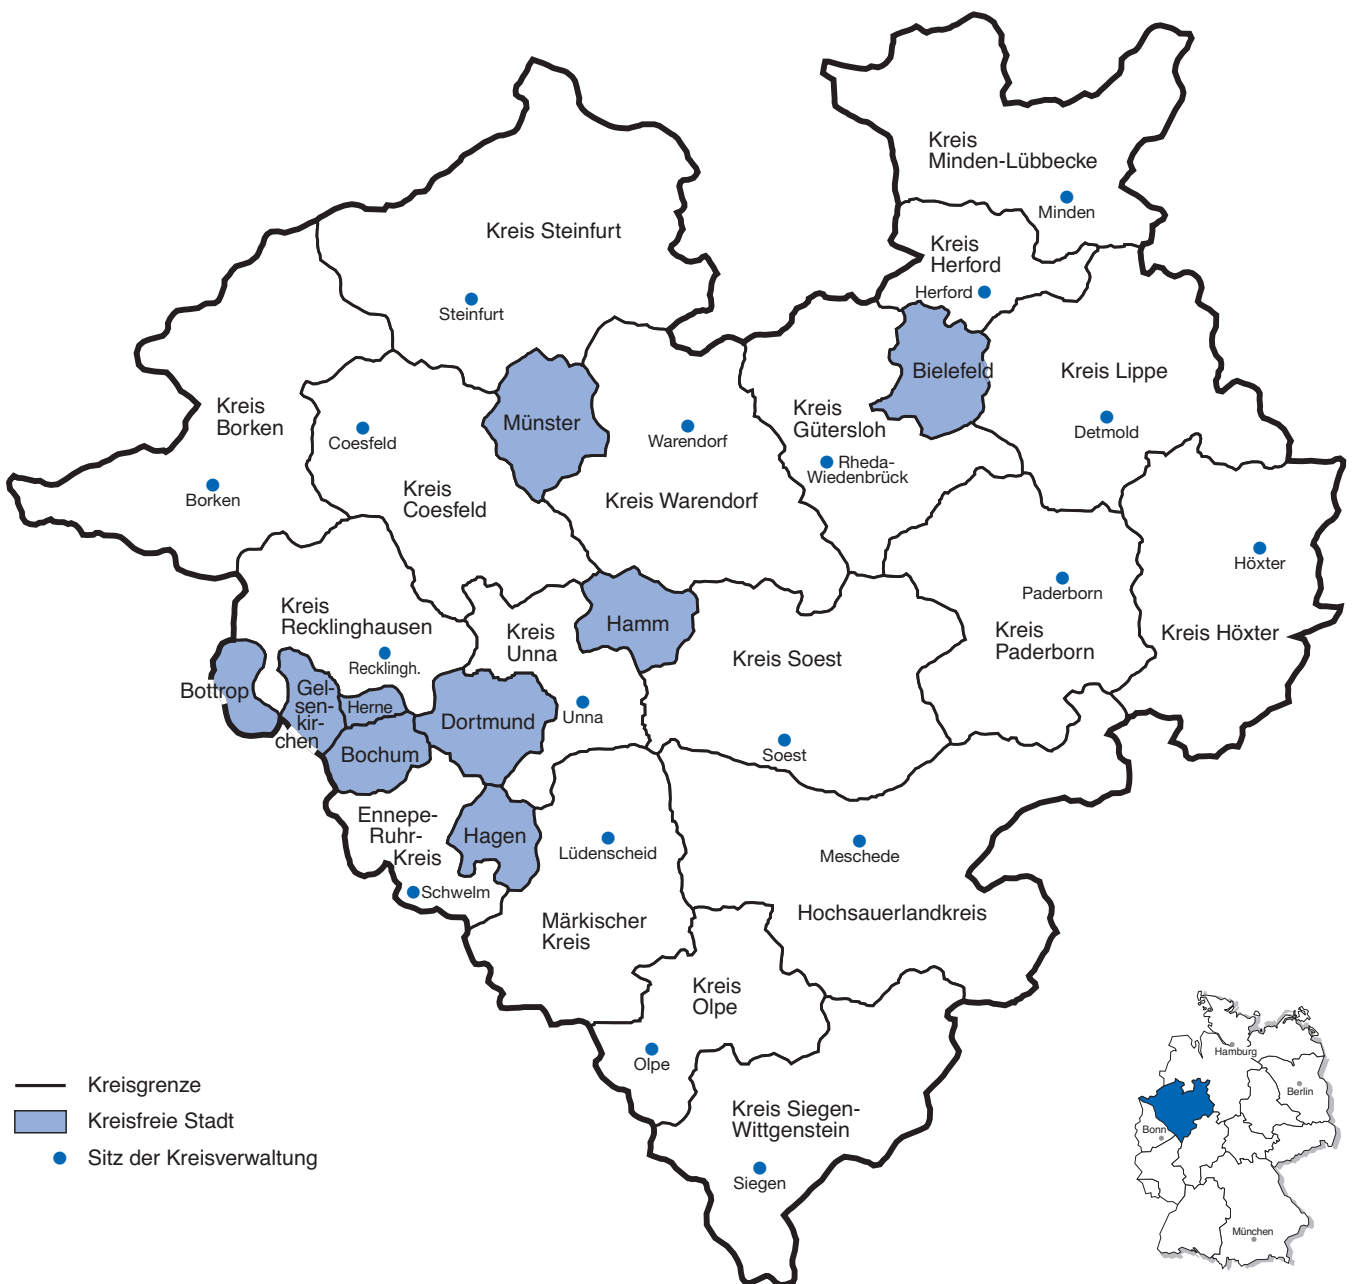 Kreis
Minden-Lübbecke
Minden
Kreis Steinfurt
Steinfurt
Kreis
Herford
Herford
Bielefeld
Kreis Lippe
Detmold
Kreis
Borken
Borken
Coesfeld
Kreis
Coesfeld
Münster
Warendorf
Kreis Warendorf
Kreis
Gütersloh
Rheda-
Wiedenbrück
Höxter
Kreis Höxter
Paderborn
Kreis
Paderborn
Kreis
Recklinghausen
Recklingh.
Kreis
Unna
Unna
Hamm
Kreis Soest
Soest
Bottrop
Gel-
sen-
kir-
chen
Herne
Bochum
Dortmund
Ennepe-
Ruhr-
Kreis
Schwelm
Hagen
Lüdenscheid
Märkischer
Kreis
Meschede
Hochsauerlandkreis
Kreis
Olpe
Olpe
Kreis Siegen-
Wittgenstein
Siegen
Kreisgrenze
Kreisfreie Stadt
Sitz der Kreisverwaltung
Hamburg
Berlin
Bonn
München